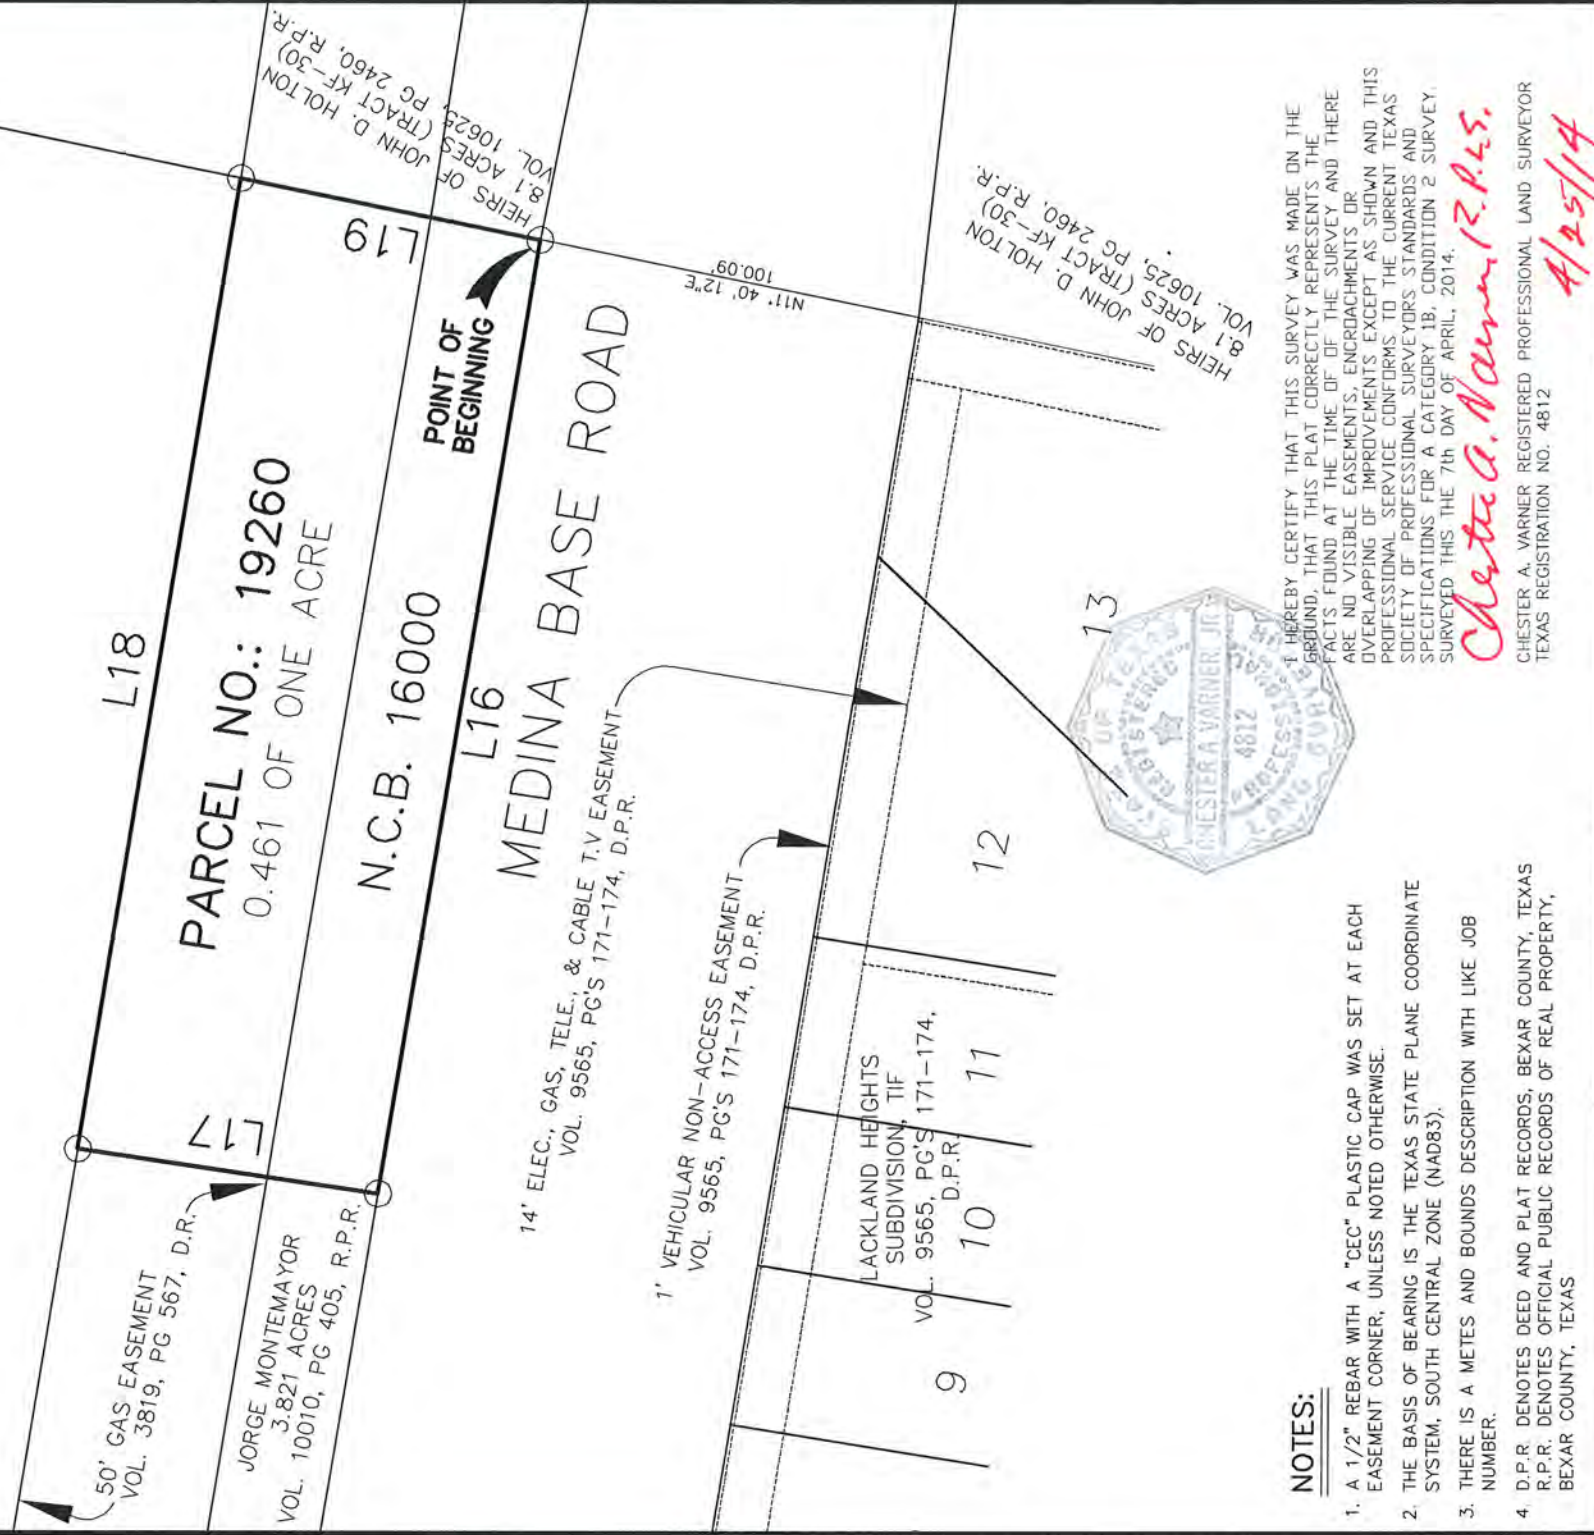 HEIRS OF JOHN D. HOLTON
8.1 ACRES (TRACT KF-30)
VOL. 10625, PG 2460, R.P.R.
L18
L19
PARCEL NO.: 19260
0.461 OF ONE ACRE
N.C.B. 16000
POINT OF
BEGINNING
L17
L16
MEDINA BASE ROAD
N11° 40' 12"E
100.09'
50' GAS EASEMENT
VOL. 3819, PG 567, D.R.
JORGE MONTEMAYOR
3.821 ACRES
VOL. 10010, PG 405, R.P.R.
14' ELEC., GAS, TELE., & CABLE T.V EASEMENT
VOL. 9565, PG'S 171-174, D.P.R.
1' VEHICULAR NON-ACCESS EASEMENT
VOL. 9565, PG'S 171-174, D.P.R.
HEIRS OF JOHN D. HOLTON
8.1 ACRES (TRACT KF-30)
VOL. 10625, PG 2460, R.P.R.
LACKLAND HEIGHTS
SUBDIVISION, TIF
VOL. 9565, PG'S 171-174,
D.P.R.
9
10
11
12
13
NOTES:
1. A 1/2" REBAR WITH A "CEC" PLASTIC CAP WAS SET AT EACH
EASEMENT CORNER, UNLESS NOTED OTHERWISE.
2. THE BASIS OF BEARING IS THE TEXAS STATE PLANE COORDINATE
SYSTEM, SOUTH CENTRAL ZONE (NAD83).
3. THERE IS A METES AND BOUNDS DESCRIPTION WITH LIKE JOB
NUMBER.
4. D.P.R. DENOTES DEED AND PLAT RECORDS, BEXAR COUNTY, TEXAS
R.P.R. DENOTES OFFICIAL PUBLIC RECORDS OF REAL PROPERTY,
BEXAR COUNTY, TEXAS
OF TEXAS
REGISTERED
CHESTER A VARNER JR
4812
PROFESSIONAL
LAND SURVEYOR
I HEREBY CERTIFY THAT THIS SURVEY WAS MADE ON THE
GROUND, THAT THIS PLAT CORRECTLY REPRESENTS THE
FACTS FOUND AT THE TIME OF THE SURVEY AND THERE
ARE NO VISIBLE EASEMENTS, ENCROACHMENTS OR
OVERLAPPING OF IMPROVEMENTS EXCEPT AS SHOWN AND THIS
PROFESSIONAL SERVICE CONFORMS TO THE CURRENT TEXAS
SOCIETY OF PROFESSIONAL SURVEYORS STANDARDS AND
SPECIFICATIONS FOR A CATEGORY 1B, CONDITION 2 SURVEY.
SURVEYED THIS THE 7th DAY OF APRIL, 2014.
Chester A. Varner, R.P.L.S.
CHESTER A. VARNER REGISTERED PROFESSIONAL LAND SURVEYOR
TEXAS REGISTRATION NO. 4812
4/25/14